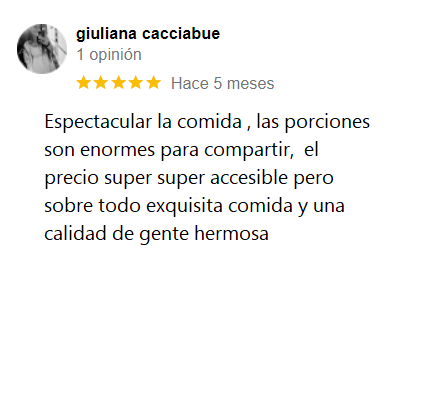 giuliana cacciabue
1 opinión
Hace 5 meses
Espectacular la comida , las porciones
son enormes para compartir,  el
precio super super accesible pero
sobre todo exquisita comida y una
calidad de gente hermosa